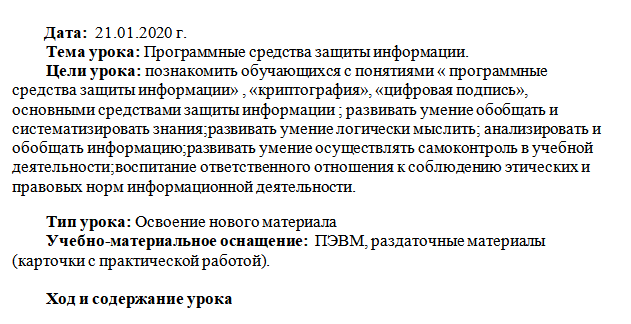 Дата: 21.01.2020 г.
Тема урока: Программные средства защиты информации.
Цели урока: познакомить обучающихся с понятиями « программные
средства защиты информации» , «криптография», «цифровая подпись»,
основными средствами защиты информации ; развивать умение обобщать и
систематизировать знания;развивать умение логически мыслить; анализировать и
обобщать информацию;развивать умение осуществлять самоконтроль в учебной
деятельности;воспитание ответственного отношения к соблюдению этических и
правовых норм информационной деятельности.
Тип урока: Освоение нового материала
Учебно-материальное оснащение: ПЭВМ, раздаточные материалы
(карточки с практической работой).
Ход и содержание урока